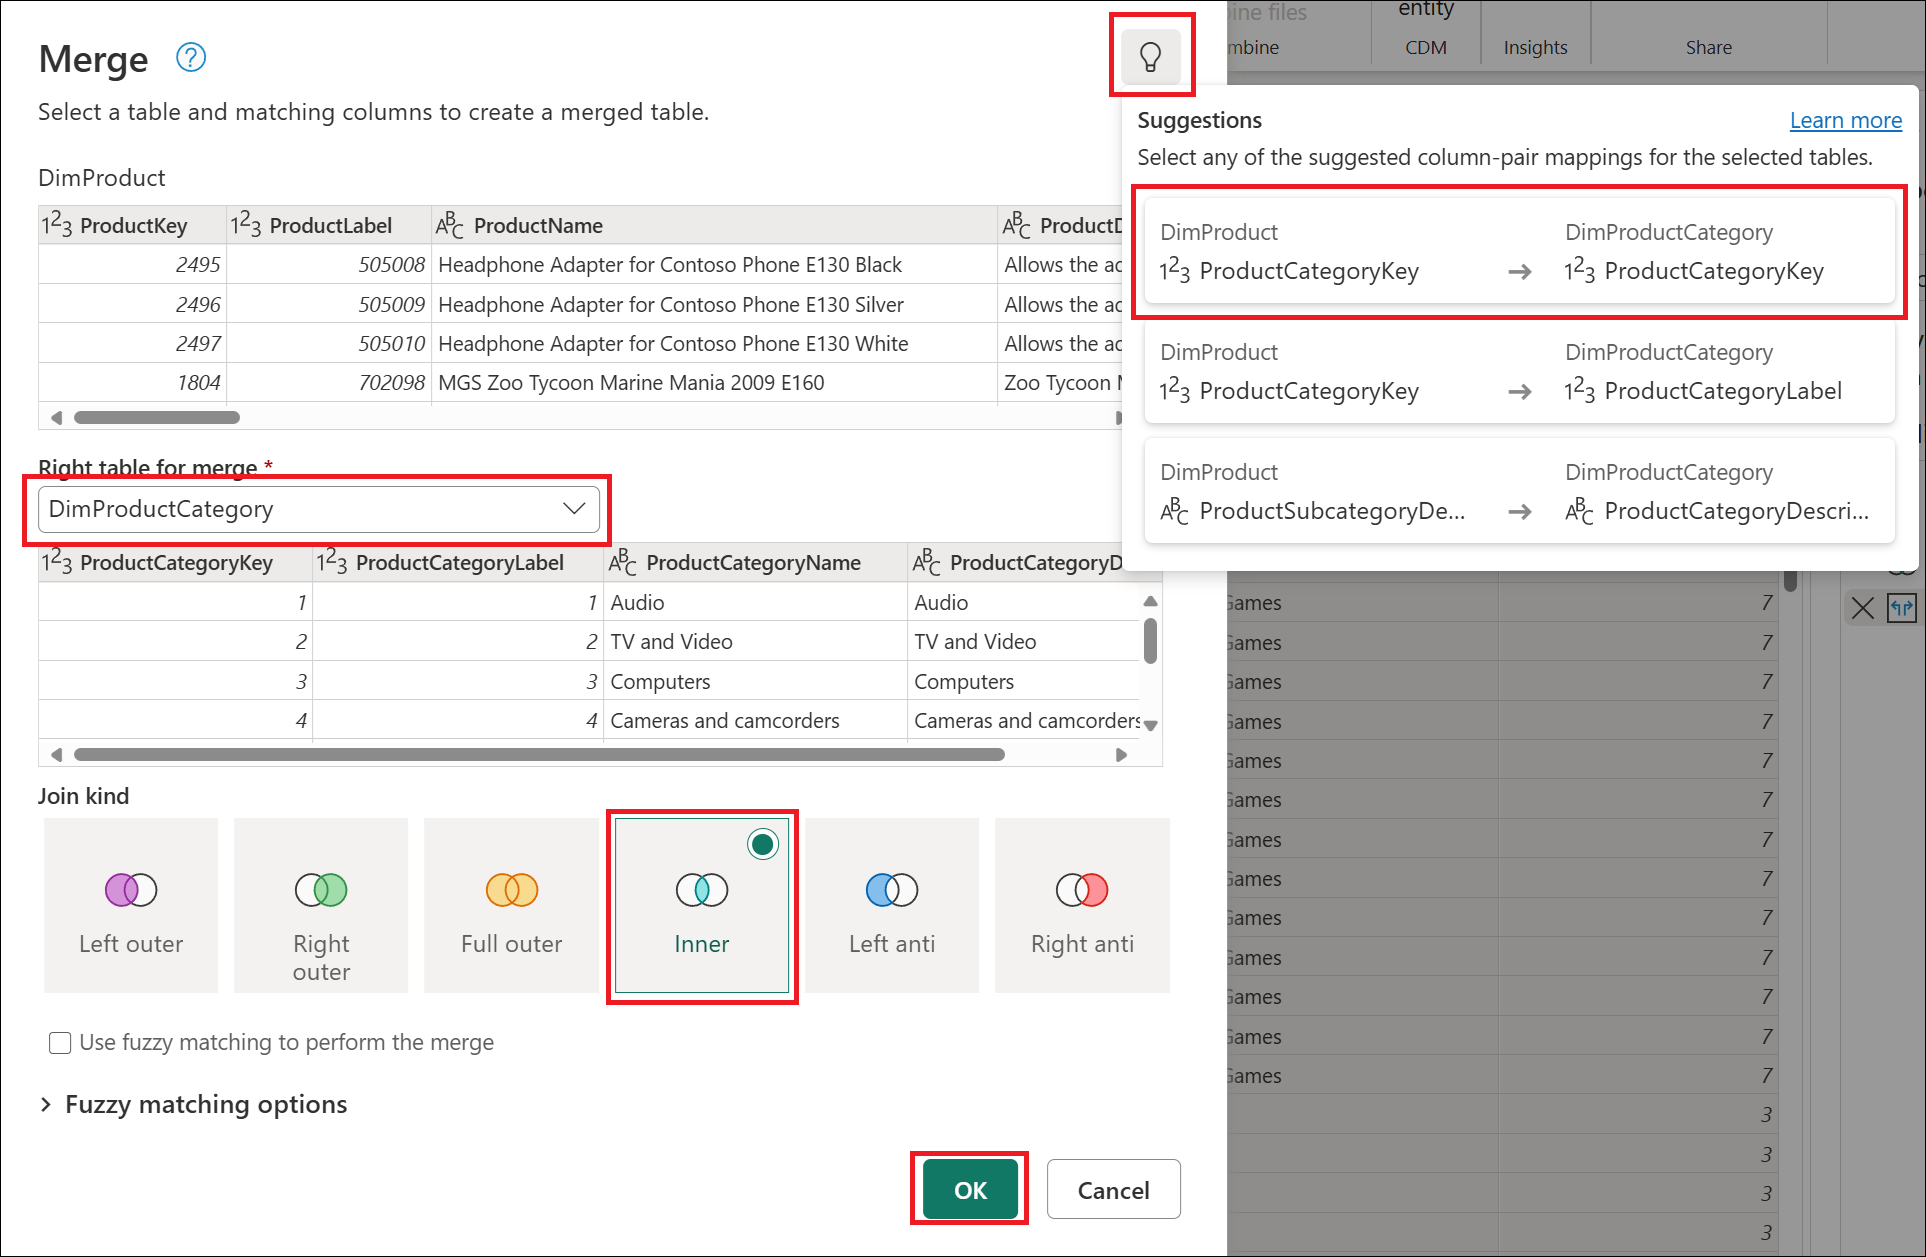 Merge
Select a table and matching columns to create a merged table.
DimProduct
123 ProductKey 123 ProductLabel ABC ProductName ABC
2495 505008 Headphone Adapter for Contoso Phone E130 Black Allows the
2496 505009 Headphone Adapter for Contoso Phone E130 Silver Allows the
2497 505010 Headphone Adapter for Contoso Phone E130 White Allows the
1804 702098 MGS Zoo Tycoon Marine Mania 2009 E160 Zoo Tycoon
Right table for merge *
DimProductCategory
123 ProductCategoryKey 123 ProductCategoryLabel ABC ProductCategoryName ABC ProductCategoryD
1 1 Audio Audio
2 2 TV and Video TV and Video
3 3 Computers Computers
4 4 Cameras and camcorders Cameras and camcorders
Join kind
Left outer
Right
outer
Full outer
Inner
Left anti
Right anti
Use fuzzy matching to perform the merge
Fuzzy matching options
OK
Cancel
files
entity
CDM
Insights
Share
Suggestions
Learn more
Select any of the suggested column-pair mappings for the selected tables.
DimProduct DimProductCategory
123 ProductCategoryKey → 123 ProductCategoryKey
DimProduct DimProductCategory
123 ProductCategoryKey → 123 ProductCategoryLabel
DimProduct DimProductCategory
ABC ProductSubcategoryDe... → ABC ProductCategoryDescri...
Games 7
Games 7
Games 7
Games 7
Games 7
Games 7
Games 7
Games 7
Games 7
Games 7
Games 7
Games 7
Games 7
3
3
3
3